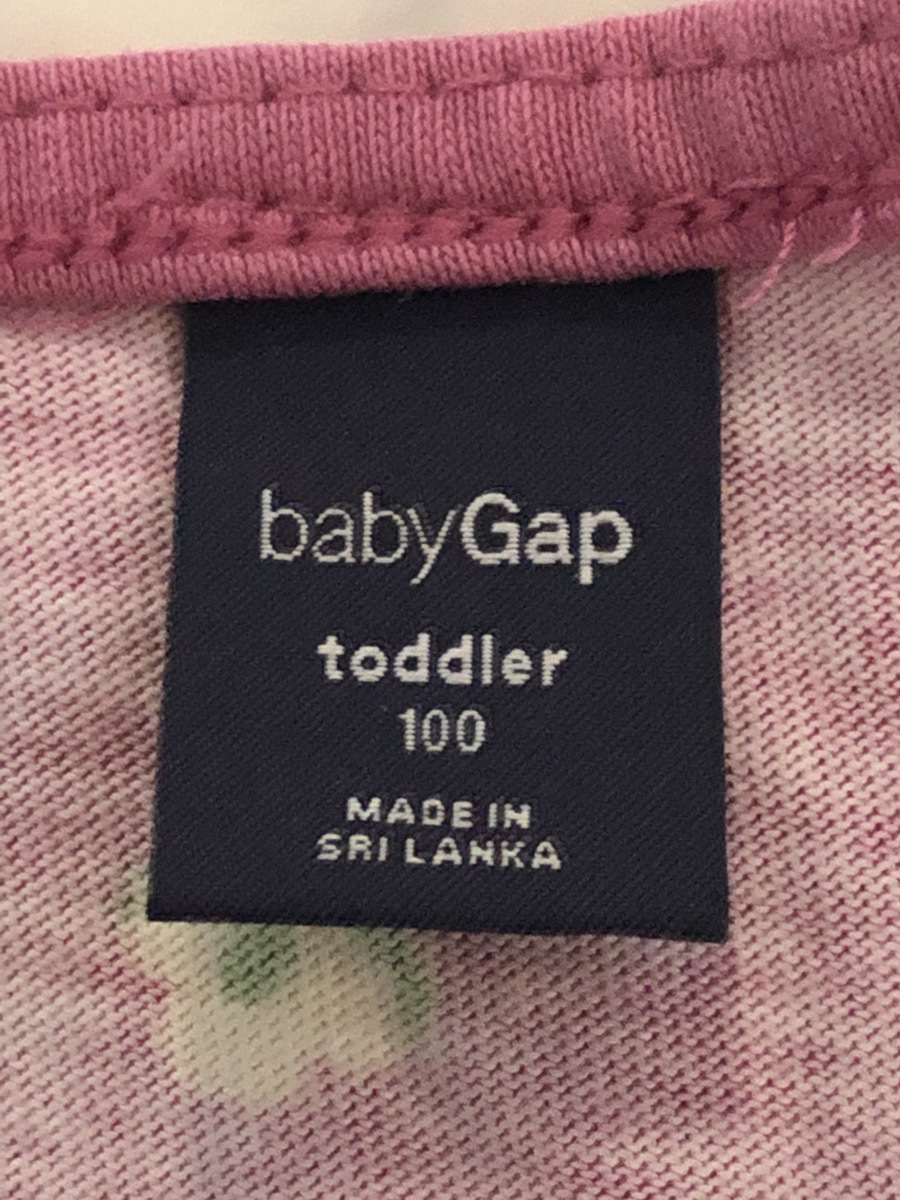 babyGap
toddler
100
MADE IN
SRI LANKA